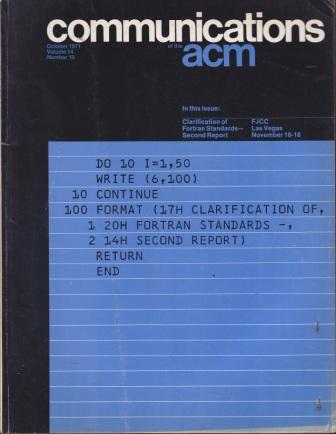 communications
October 1971
Volume 14
Number 10
of the
acm
In this issue:
Clarification of
Fortran Standards—
Second Report
FJCC
Las Vegas
November 16-18
DO 10 I=1,50
WRITE (6,100)
10 CONTINUE
100 FORMAT (17H CLARIFICATION OF,
1 20H FORTRAN STANDARDS -,
2 14H SECOND REPORT)
RETURN
END